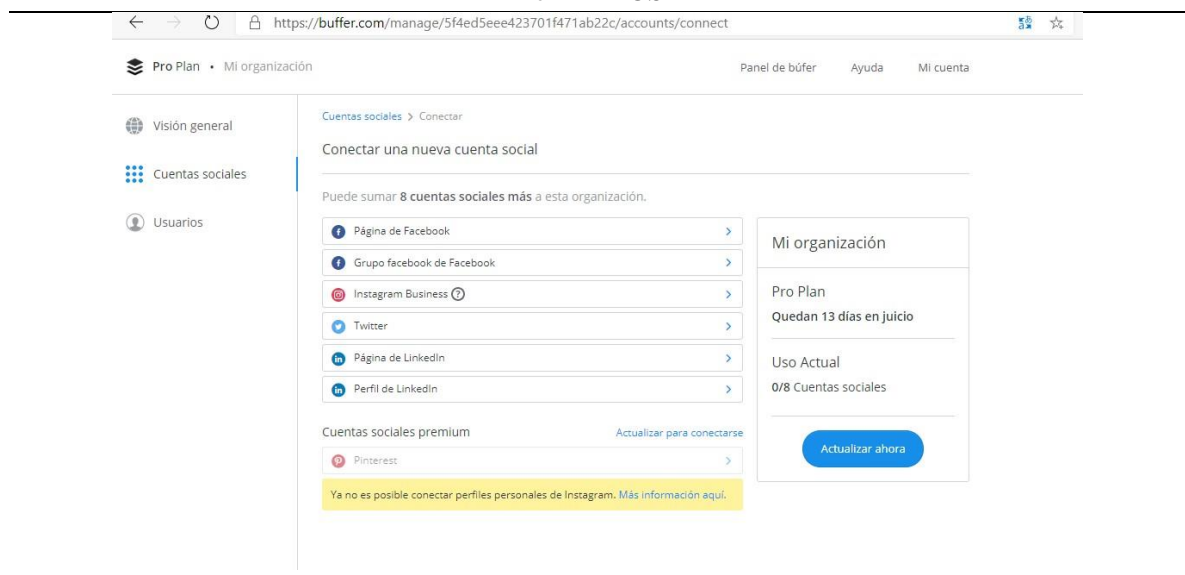 https://buffer.com/manage/5f4ed5eee423701f471ab22c/accounts/connect
Pro Plan • Mi organización
Panel de búfer Ayuda Mi cuenta
Visión general
Cuentas sociales
Usuarios
Cuentas sociales > Conectar
Conectar una nueva cuenta social
Puede sumar 8 cuentas sociales más a esta organización.
Página de Facebook
Grupo facebook de Facebook
Instagram Business ?
Twitter
Página de LinkedIn
Perfil de LinkedIn
Cuentas sociales premium Actualizar para conectarse
Pinterest
Ya no es posible conectar perfiles personales de Instagram. Más información aquí.
Mi organización
Pro Plan
Quedan 13 días en juicio
Uso Actual
0/8 Cuentas sociales
Actualizar ahora